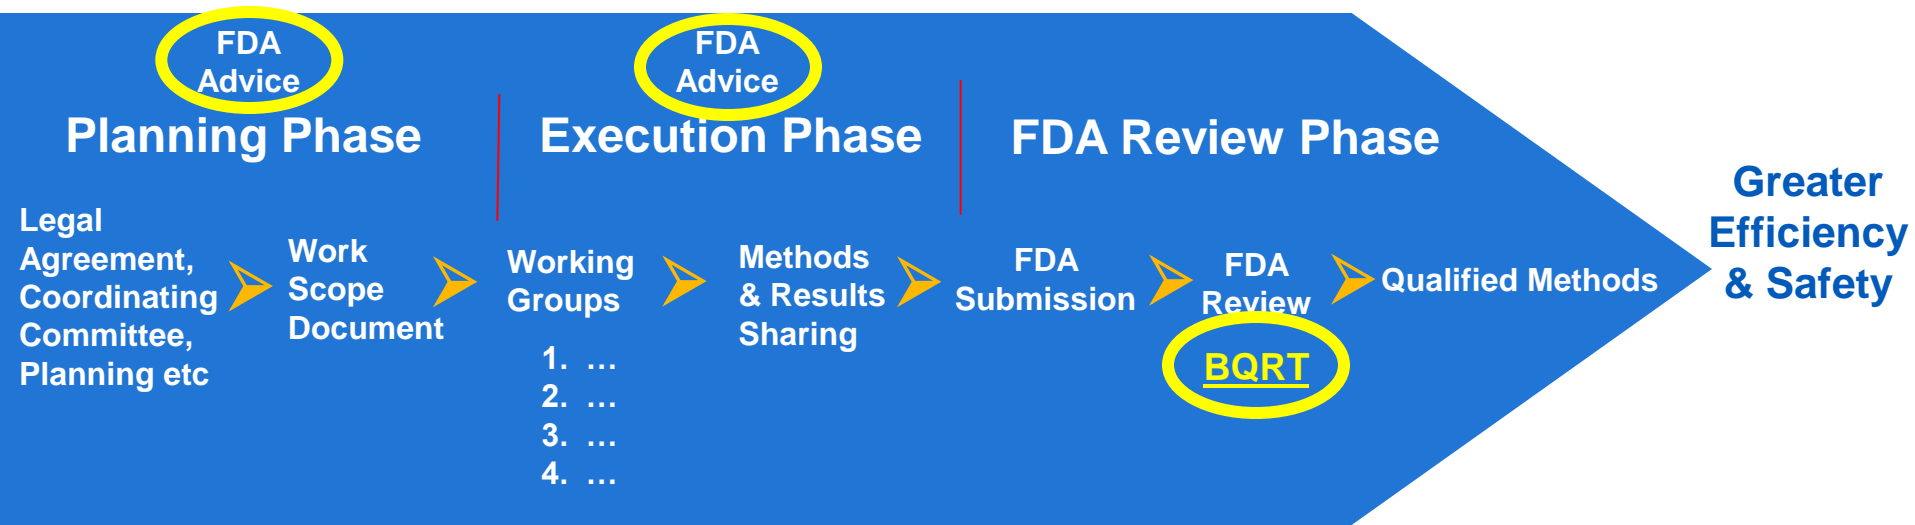 FDA
Advice
FDA
Advice
Planning Phase
Execution Phase
FDA Review Phase
Legal
Agreement,
Coordinating
Committee,
Planning etc
Work
Scope
Document
Working
Groups
1. …
2. …
3. …
4. …
Methods
& Results
Sharing
FDA
Submission
FDA
Review
BQRT
Qualified Methods
Greater
Efficiency
& Safety